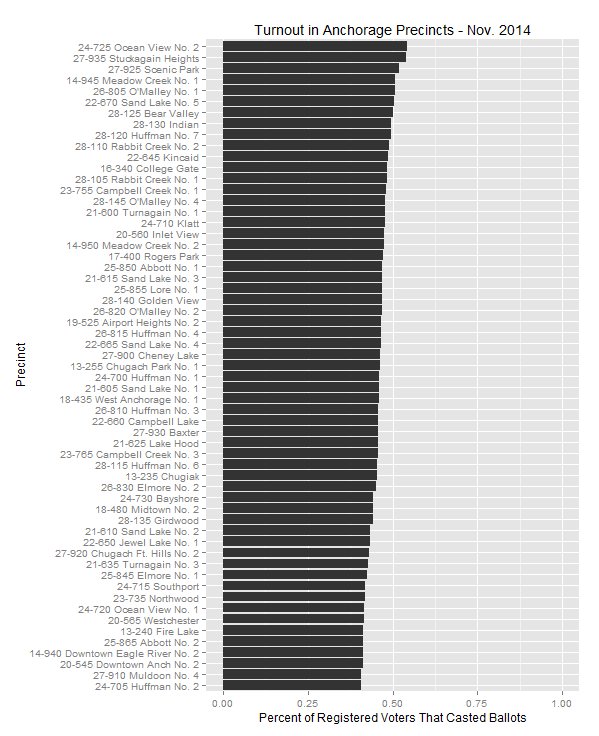 Turnout in Anchorage Precincts - Nov. 2014
24-725 Ocean View No. 2
27-935 Stuckagain Heights
27-925 Scenic Park
14-945 Meadow Creek No. 1
26-805 O'Malley No. 1
22-670 Sand Lake No. 5
28-125 Bear Valley
28-130 Indian
28-120 Huffman No. 7
28-110 Rabbit Creek No. 2
22-645 Kincaid
16-340 College Gate
28-105 Rabbit Creek No. 1
23-755 Campbell Creek No. 1
28-145 O'Malley No. 4
21-600 Turnagain No. 1
24-710 Klatt
20-560 Inlet View
14-950 Meadow Creek No. 2
17-400 Rogers Park
25-850 Abbott No. 1
21-615 Sand Lake No. 3
25-855 Lore No. 1
28-140 Golden View
26-820 O'Malley No. 2
19-525 Airport Heights No. 2
26-815 Huffman No. 4
22-665 Sand Lake No. 4
27-900 Cheney Lake
13-255 Chugach Park No. 1
24-700 Huffman No. 1
21-605 Sand Lake No. 1
18-435 West Anchorage No. 1
26-810 Huffman No. 3
22-660 Campbell Lake
27-930 Baxter
21-625 Lake Hood
23-765 Campbell Creek No. 3
28-115 Huffman No. 6
13-235 Chugiak
26-830 Elmore No. 2
24-730 Bayshore
18-480 Midtown No. 2
28-135 Girdwood
21-610 Sand Lake No. 2
22-650 Jewel Lake No. 1
27-920 Chugach Ft. Hills No. 2
21-635 Turnagain No. 3
25-845 Elmore No. 1
24-715 Southport
23-735 Northwood
24-720 Ocean View No. 1
20-565 Westchester
13-240 Fire Lake
25-865 Abbott No. 2
14-940 Downtown Eagle River No. 2
20-545 Downtown Anch No. 2
27-910 Muldoon No. 4
24-705 Huffman No. 2
Precinct
0.00 0.25 0.50 0.75 1.00
Percent of Registered Voters That Casted Ballots